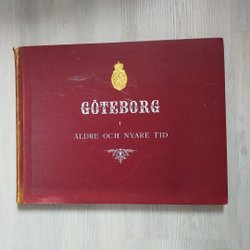 GÖTEBORG
I
ÄLDRE OCH NYARE TID